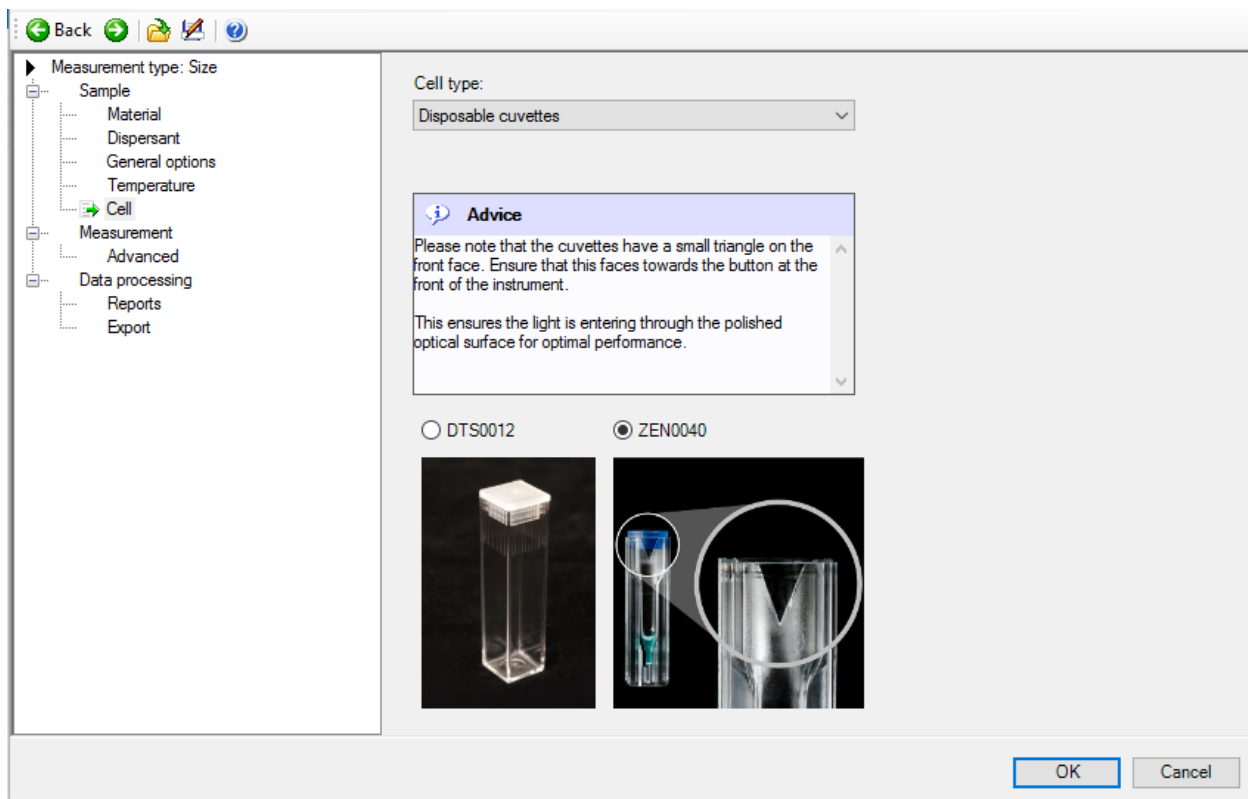 Back
Measurement type: Size
Sample
Material
Dispersant
General options
Temperature
Cell
Measurement
Advanced
Data processing
Reports
Export
Cell type:
Disposable cuvettes
Advice
Please note that the cuvettes have a small triangle on the
front face. Ensure that this faces towards the button at the
front of the instrument.
This ensures the light is entering through the polished
optical surface for optimal performance.
DTS0012
ZEN0040
OK
Cancel